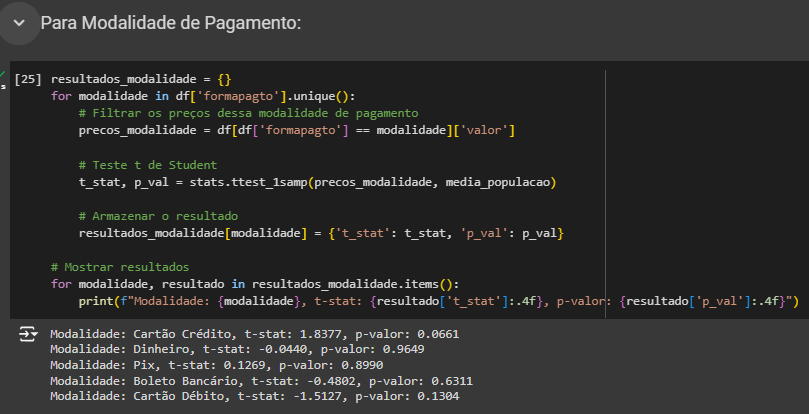 Para Modalidade de Pagamento:
[25] resultados_modalidade = {}
for modalidade in df['formapagto'].unique():
# Filtrar os preços dessa modalidade de pagamento
precos_modalidade = df[df['formapagto'] == modalidade]['valor']
# Teste t de Student
t_stat, p_val = stats.ttest_1samp(precos_modalidade, media_populacao)
# Armazenar o resultado
resultados_modalidade[modalidade] = {'t_stat': t_stat, 'p_val': p_val}
# Mostrar resultados
for modalidade, resultado in resultados_modalidade.items():
print(f"Modalidade: {modalidade}, t-stat: {resultado['t_stat']:.4f}, p-valor: {resultado['p_val']:.4f}")
Modalidade: Cartão Crédito, t-stat: 1.8377, p-valor: 0.0661
Modalidade: Dinheiro, t-stat: -0.0440, p-valor: 0.9649
Modalidade: Pix, t-stat: 0.1269, p-valor: 0.8990
Modalidade: Boleto Bancário, t-stat: -0.4802, p-valor: 0.6311
Modalidade: Cartão Débito, t-stat: -1.5127, p-valor: 0.1304